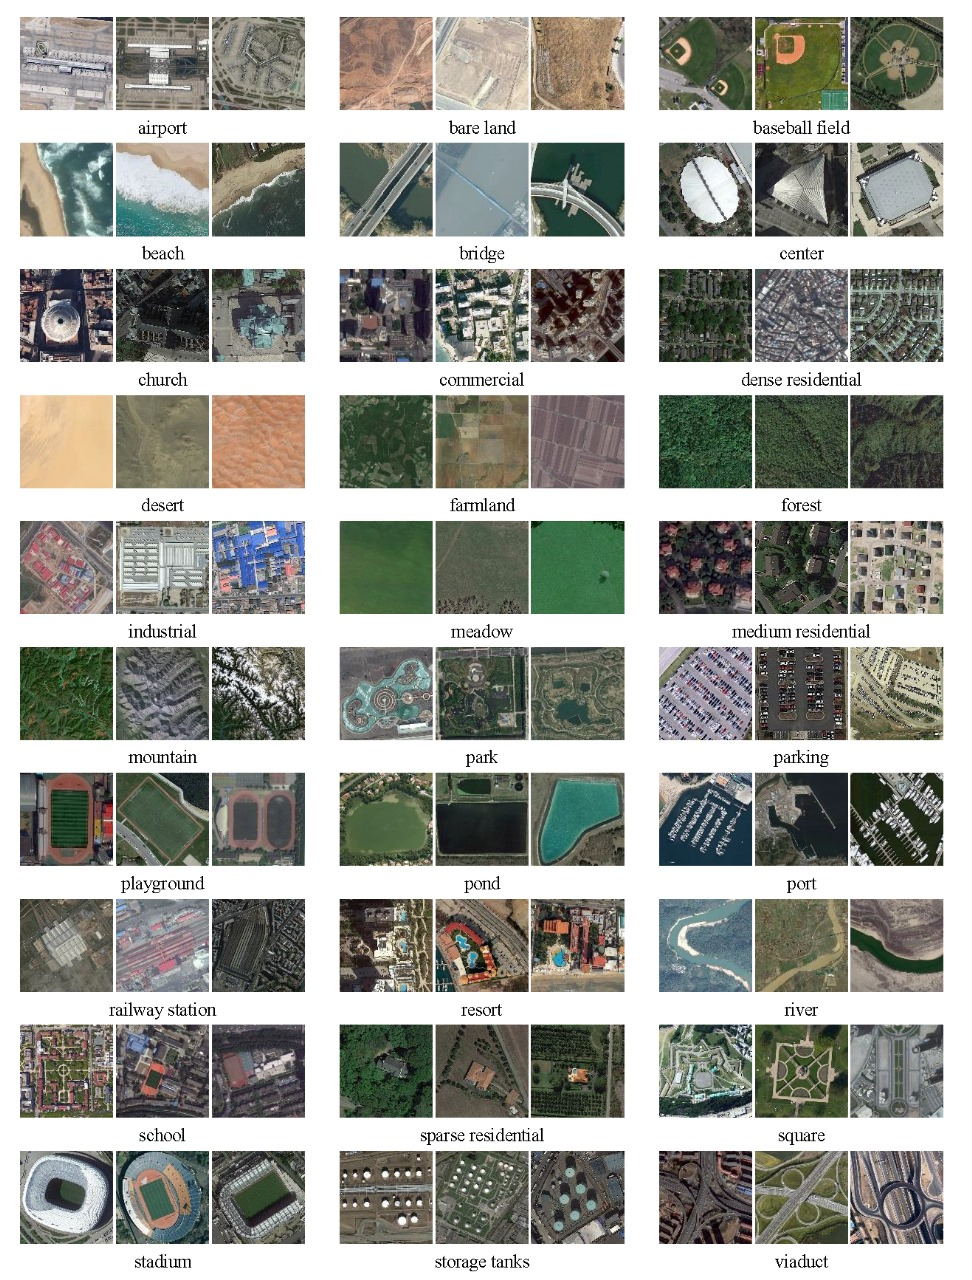 airport
bare land
baseball field
beach
bridge
center
church
commercial
dense residential
desert
farmland
forest
industrial
meadow
medium residential
mountain
park
parking
playground
pond
port
railway station
resort
river
school
sparse residential
square
stadium
storage tanks
viaduct